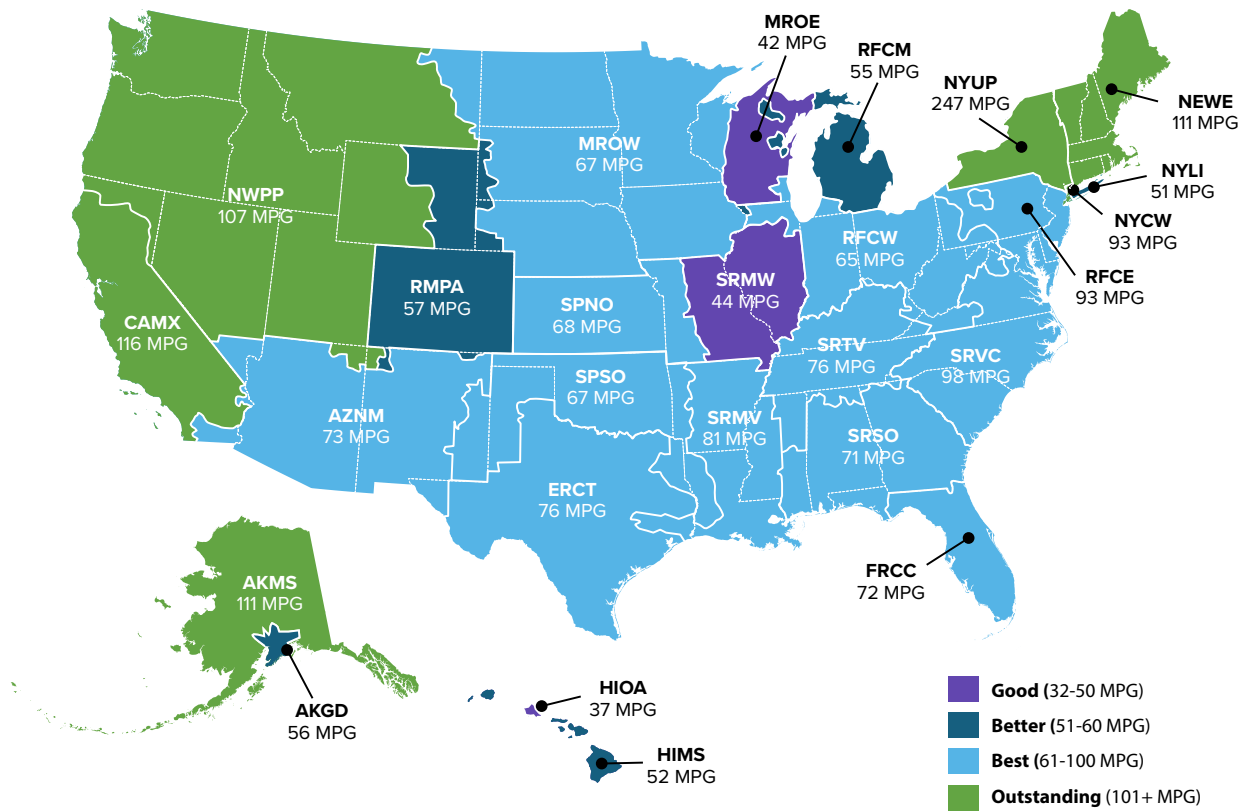 MROE
42 MPG
RFCM
55 MPG
NYUP
247 MPG
NEWE
111 MPG
NYLI
51 MPG
NYCW
93 MPG
RFCE
93 MPG
MROW
67 MPG
NWPP
107 MPG
RFCW
65 MPG
RMPA
57 MPG
SRMW
44 MPG
SPNO
68 MPG
CAMX
116 MPG
SRTV
76 MPG
SRVC
98 MPG
SPSO
67 MPG
AZNM
73 MPG
SRMV
81 MPG
SRSO
71 MPG
ERCT
76 MPG
FRCC
72 MPG
AKMS
111 MPG
AKGD
56 MPG
HIOA
37 MPG
HIMS
52 MPG
Good (32-50 MPG)
Better (51-60 MPG)
Best (61-100 MPG)
Outstanding (101+ MPG)